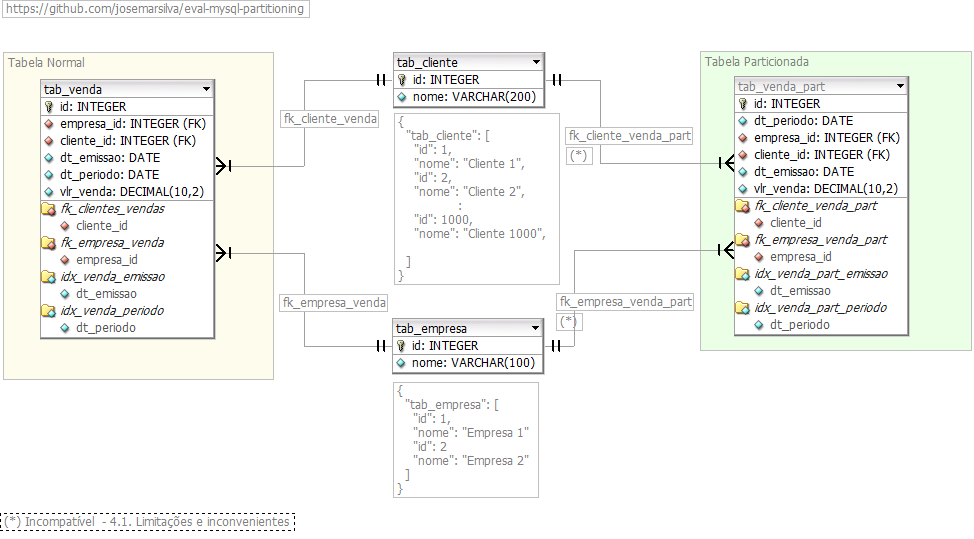 https://github.com/josemarsilva/eval-mysql-partitioning
Tabela Normal
tab_venda
id: INTEGER
empresa_id: INTEGER (FK)
cliente_id: INTEGER (FK)
dt_emissao: DATE
dt_periodo: DATE
vlr_venda: DECIMAL(10,2)
fk_clientes_vendas
cliente_id
fk_empresa_venda
empresa_id
idx_venda_emissao
dt_emissao
idx_venda_periodo
dt_periodo
fk_cliente_venda
fk_empresa_venda
tab_cliente
id: INTEGER
nome: VARCHAR(200)
{
"tab_cliente": [
"id": 1,
"nome": "Cliente 1",
"id": 2,
"nome": "Cliente 2",
:
"id": 1000,
"nome": "Cliente 1000",
]
}
tab_empresa
id: INTEGER
nome: VARCHAR(100)
{
"tab_empresa": [
"id": 1,
"nome": "Empresa 1"
"id": 2
"nome": "Empresa 2"
]
}
fk_cliente_venda_part
(*)
fk_empresa_venda_part
(*)
Tabela Particionada
tab_venda_part
id: INTEGER
dt_periodo: DATE
empresa_id: INTEGER (FK)
cliente_id: INTEGER (FK)
dt_emissao: DATE
vlr_venda: DECIMAL(10,2)
fk_cliente_venda_part
cliente_id
fk_empresa_venda_part
empresa_id
idx_venda_part_emissao
dt_emissao
idx_venda_part_periodo
dt_periodo
(*) Incompatível - 4.1. Limitações e inconvenientes